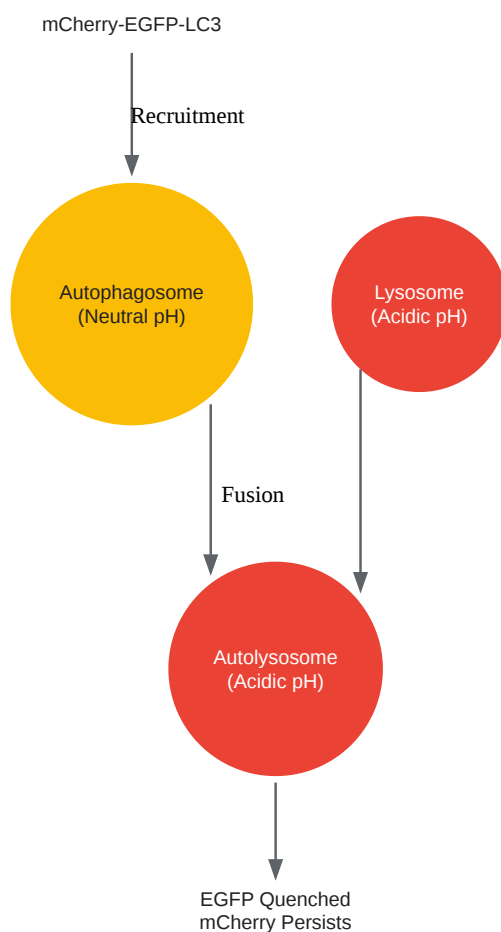 mCherry-EGFP-LC3
Recruitment
Autophagosome
(Neutral pH)
Lysosome
(Acidic pH)
Fusion
Autolysosome
(Acidic pH)
EGFP Quenched
mCherry Persists